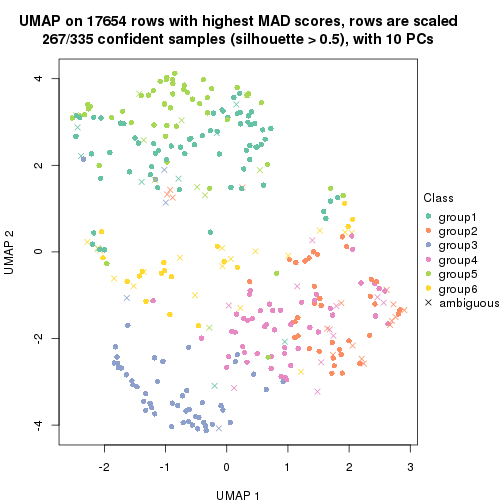 UMAP on 17654 rows with highest MAD scores, rows are scaled
267/335 confident samples (silhouette > 0.5), with 10 PCs
4
2
0
-2
-4
UMAP 2
-2
-1
0
1
2
3
UMAP 1
Class
group1
group2
group3
group4
group5
group6
ambiguous